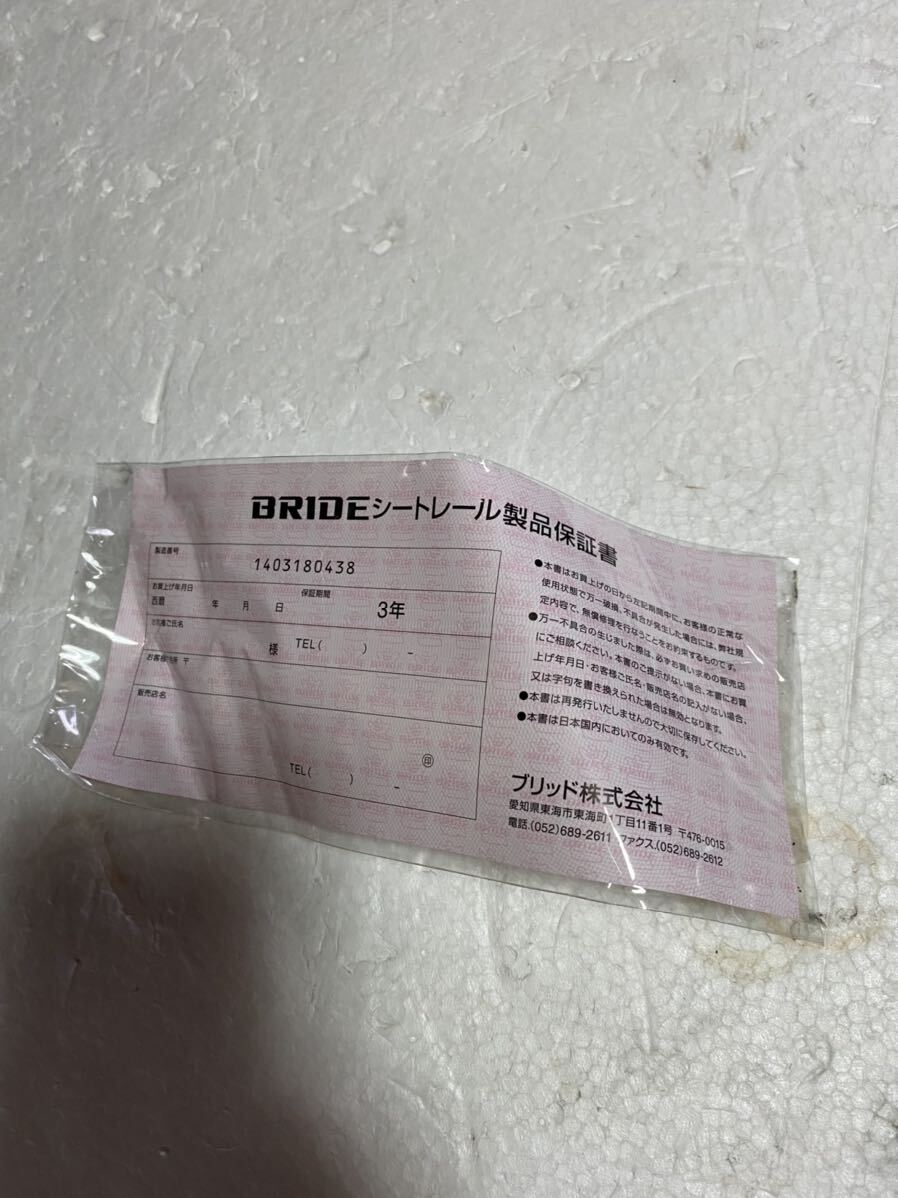 BRIDEシートレール製品保証書
製造番号
1403180438
お買上げ年月日
保証期間
西暦 年 月 日
3年
お客様ご氏名
様 TEL( ) -
お客様ご住所 〒
販売店名
印
TEL( ) -
●本書はお買上げの日から左記期間中に、お客様の正常な
使用状態で万一破損、不具合が発生した場合には、弊社規
定内容で、無償修理を行なうことをお約束するものです。
●万一不具合の生じました際は、必ずお買い求めの販売店
にご相談ください。本書のご提示がない場合、本書にお買
上げ年月日・お客様ご氏名・販売店名の記入がない場合、
又は字句を書き換えられた場合は無効となります。
●本書は再発行いたしませんので大切に保存してください。
●本書は日本国内においてのみ有効です。
ブリッド株式会社
愛知県東海市東海町 丁目11番1号 〒476-0015
電話.(052)689-2611 ファクス.(052)689-2612